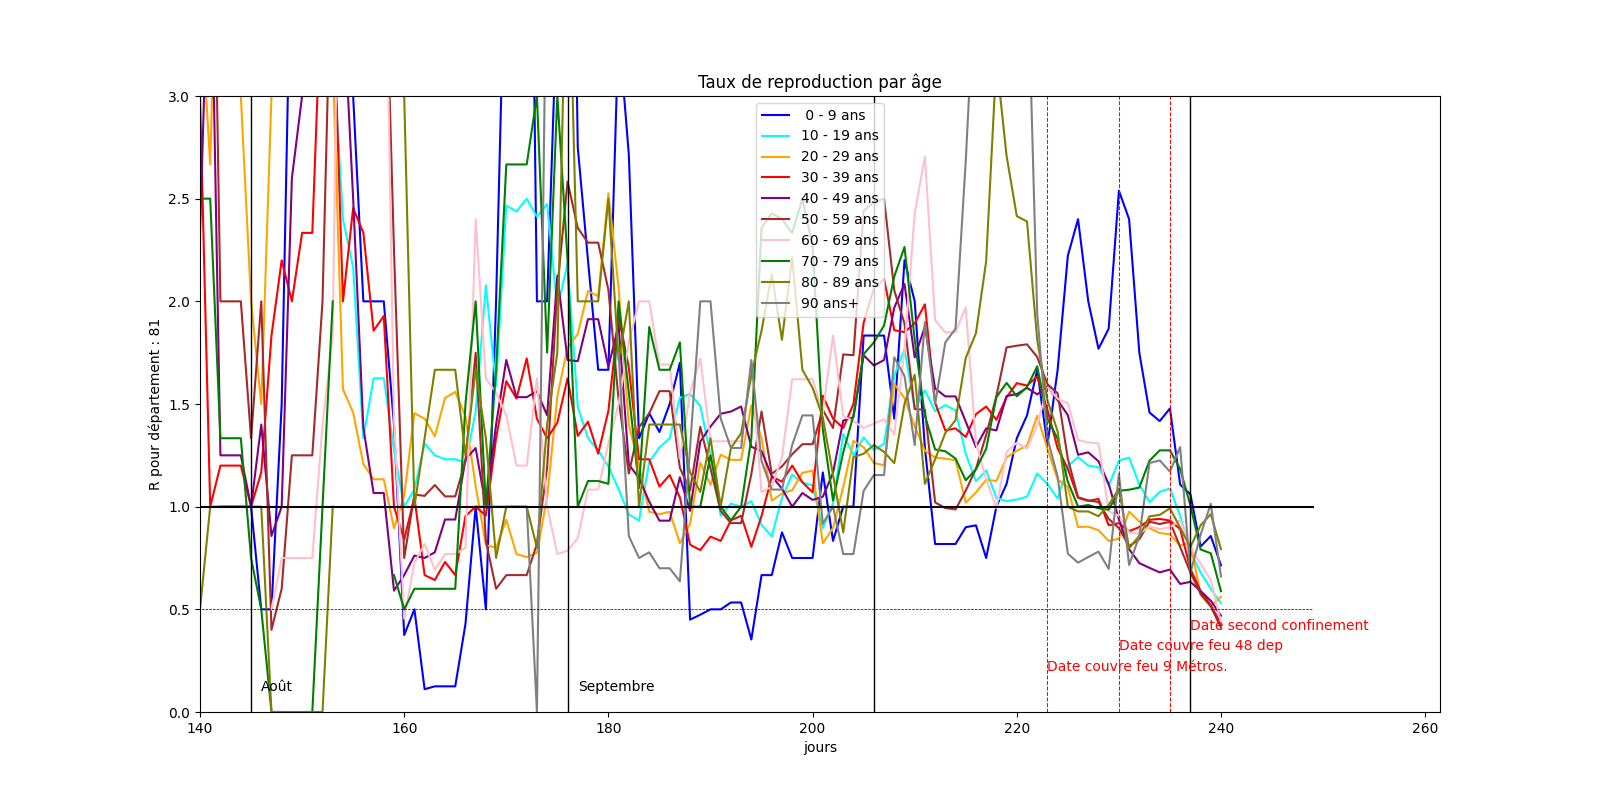 Taux de reproduction par âge
3.0
2.5
2.0
1.5
1.0
0.5
0.0
R pour département : 81
0 - 9 ans
10 - 19 ans
20 - 29 ans
30 - 39 ans
40 - 49 ans
50 - 59 ans
60 - 69 ans
70 - 79 ans
80 - 89 ans
90 ans+
Date second confinement
Date couvre feu 48 dep
Date couvre feu 9 Métros.
Août
Septembre
140
160
180
200
220
240
260
jours